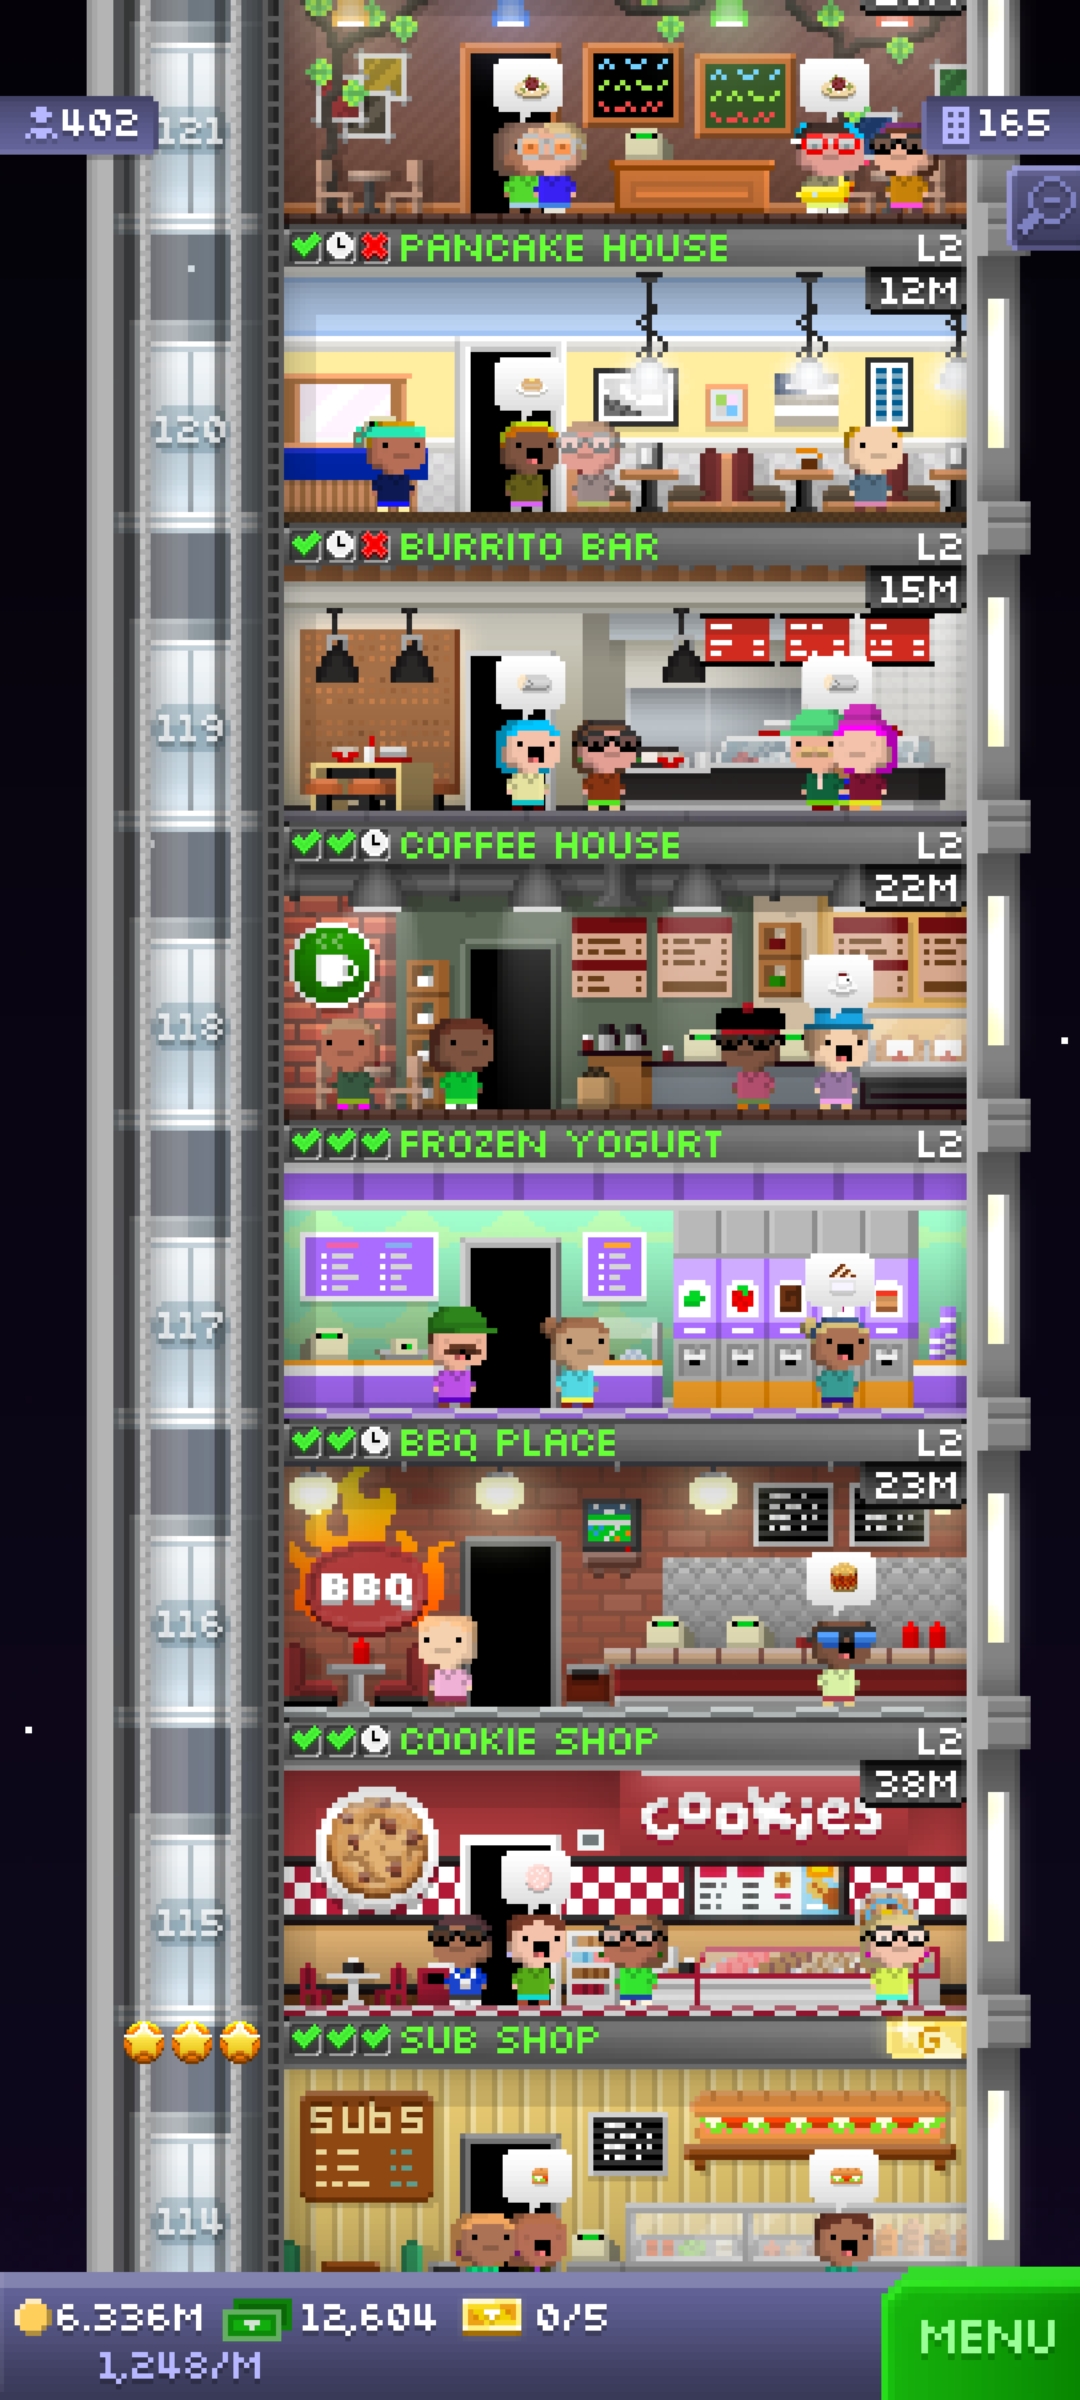 402
121
165
PANCAKE HOUSE L2
12M
120
BURRITO BAR L2
15M
119
COFFEE HOUSE L2
22M
118
FROZEN YOGURT L2
117
BBQ PLACE L2
23M
BBQ
116
COOKIE SHOP L2
38M
cookies
115
SUB SHOP G
SUBS
114
6.336M 12,604 0/5
1,248/M
MENU